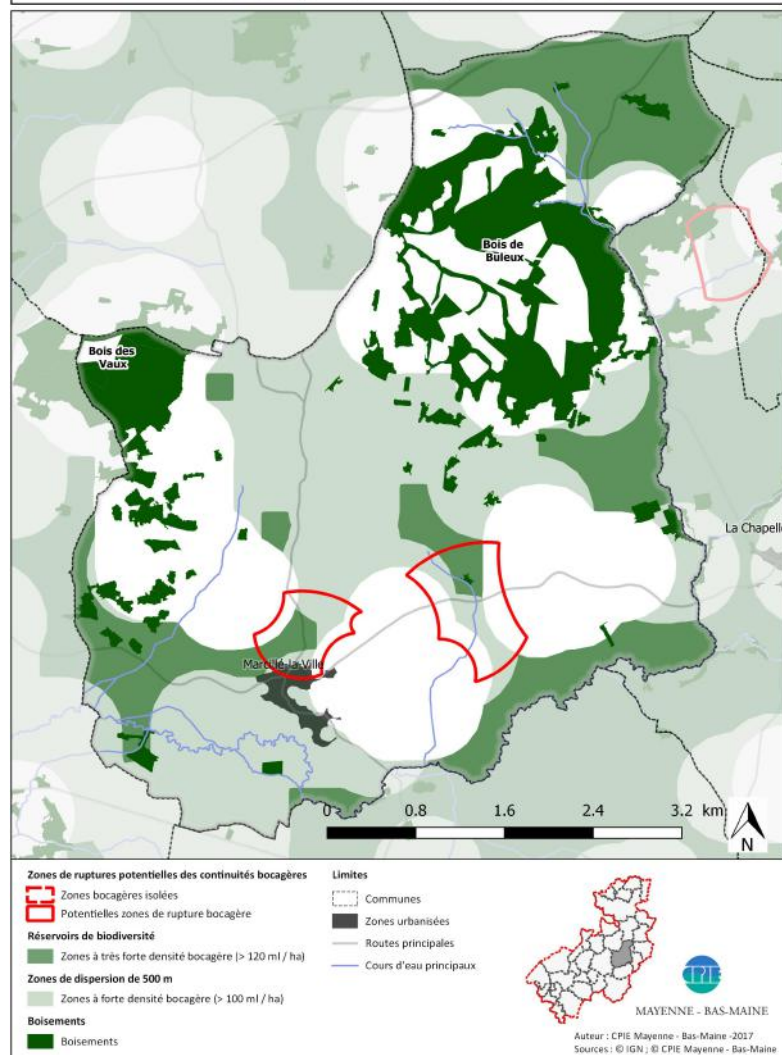 Bois de
Buleux
Bois des
Vaux
La Chapelle
Marcillé-la-Ville
0 0.8 1.6 2.4 3.2 km
N
Zones de ruptures potentielles des continuités bocagères
Zones bocagères isolées
Potentielles zones de rupture bocagère
Réservoirs de biodiversité
Zones à très forte densité bocagère (> 120 ml / ha)
Zones de dispersion de 500 m
Zones à forte densité bocagère (> 100 ml / ha)
Boisements
Boisements
Limites
Communes
Zones urbanisées
Routes principales
Cours d'eau principaux
CPIE
MAYENNE - BAS-MAINE
Auteur : CPIE Mayenne - Bas-Maine -2017
Sources : © IGN ; © CPIE Mayenne - Bas-Maine